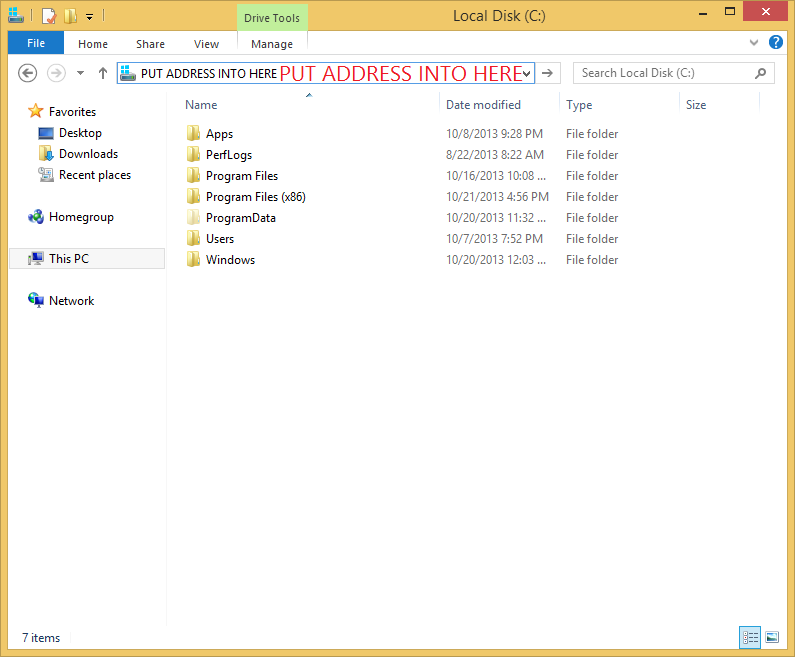 Drive Tools
Local Disk (C:)
File Home Share View Manage
PUT ADDRESS INTO HERE PUT ADDRESS INTO HERE
Search Local Disk (C:)
Favorites
Desktop
Downloads
Recent places
Homegroup
This PC
Network
Name Date modified Type Size
Apps 10/8/2013 9:28 PM File folder
PerfLogs 8/22/2013 8:22 AM File folder
Program Files 10/16/2013 10:08 ... File folder
Program Files (x86) 10/21/2013 4:56 PM File folder
ProgramData 10/20/2013 11:32 ... File folder
Users 10/7/2013 7:52 PM File folder
Windows 10/20/2013 12:03 ... File folder
7 items